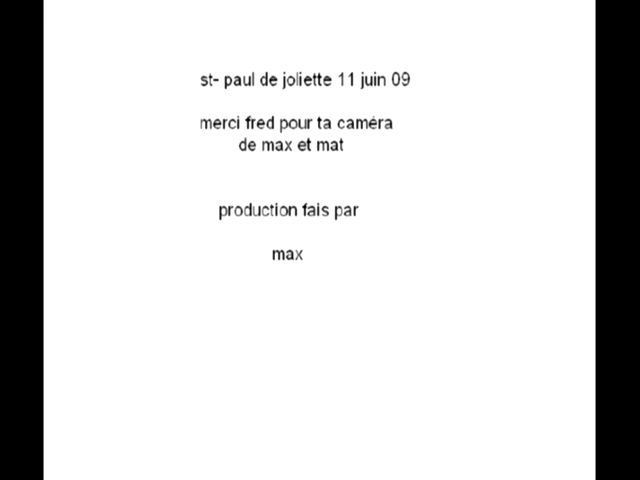 st- paul de joliette 11 juin 09
merci fred pour ta caméra
de max et mat
production fais par
max